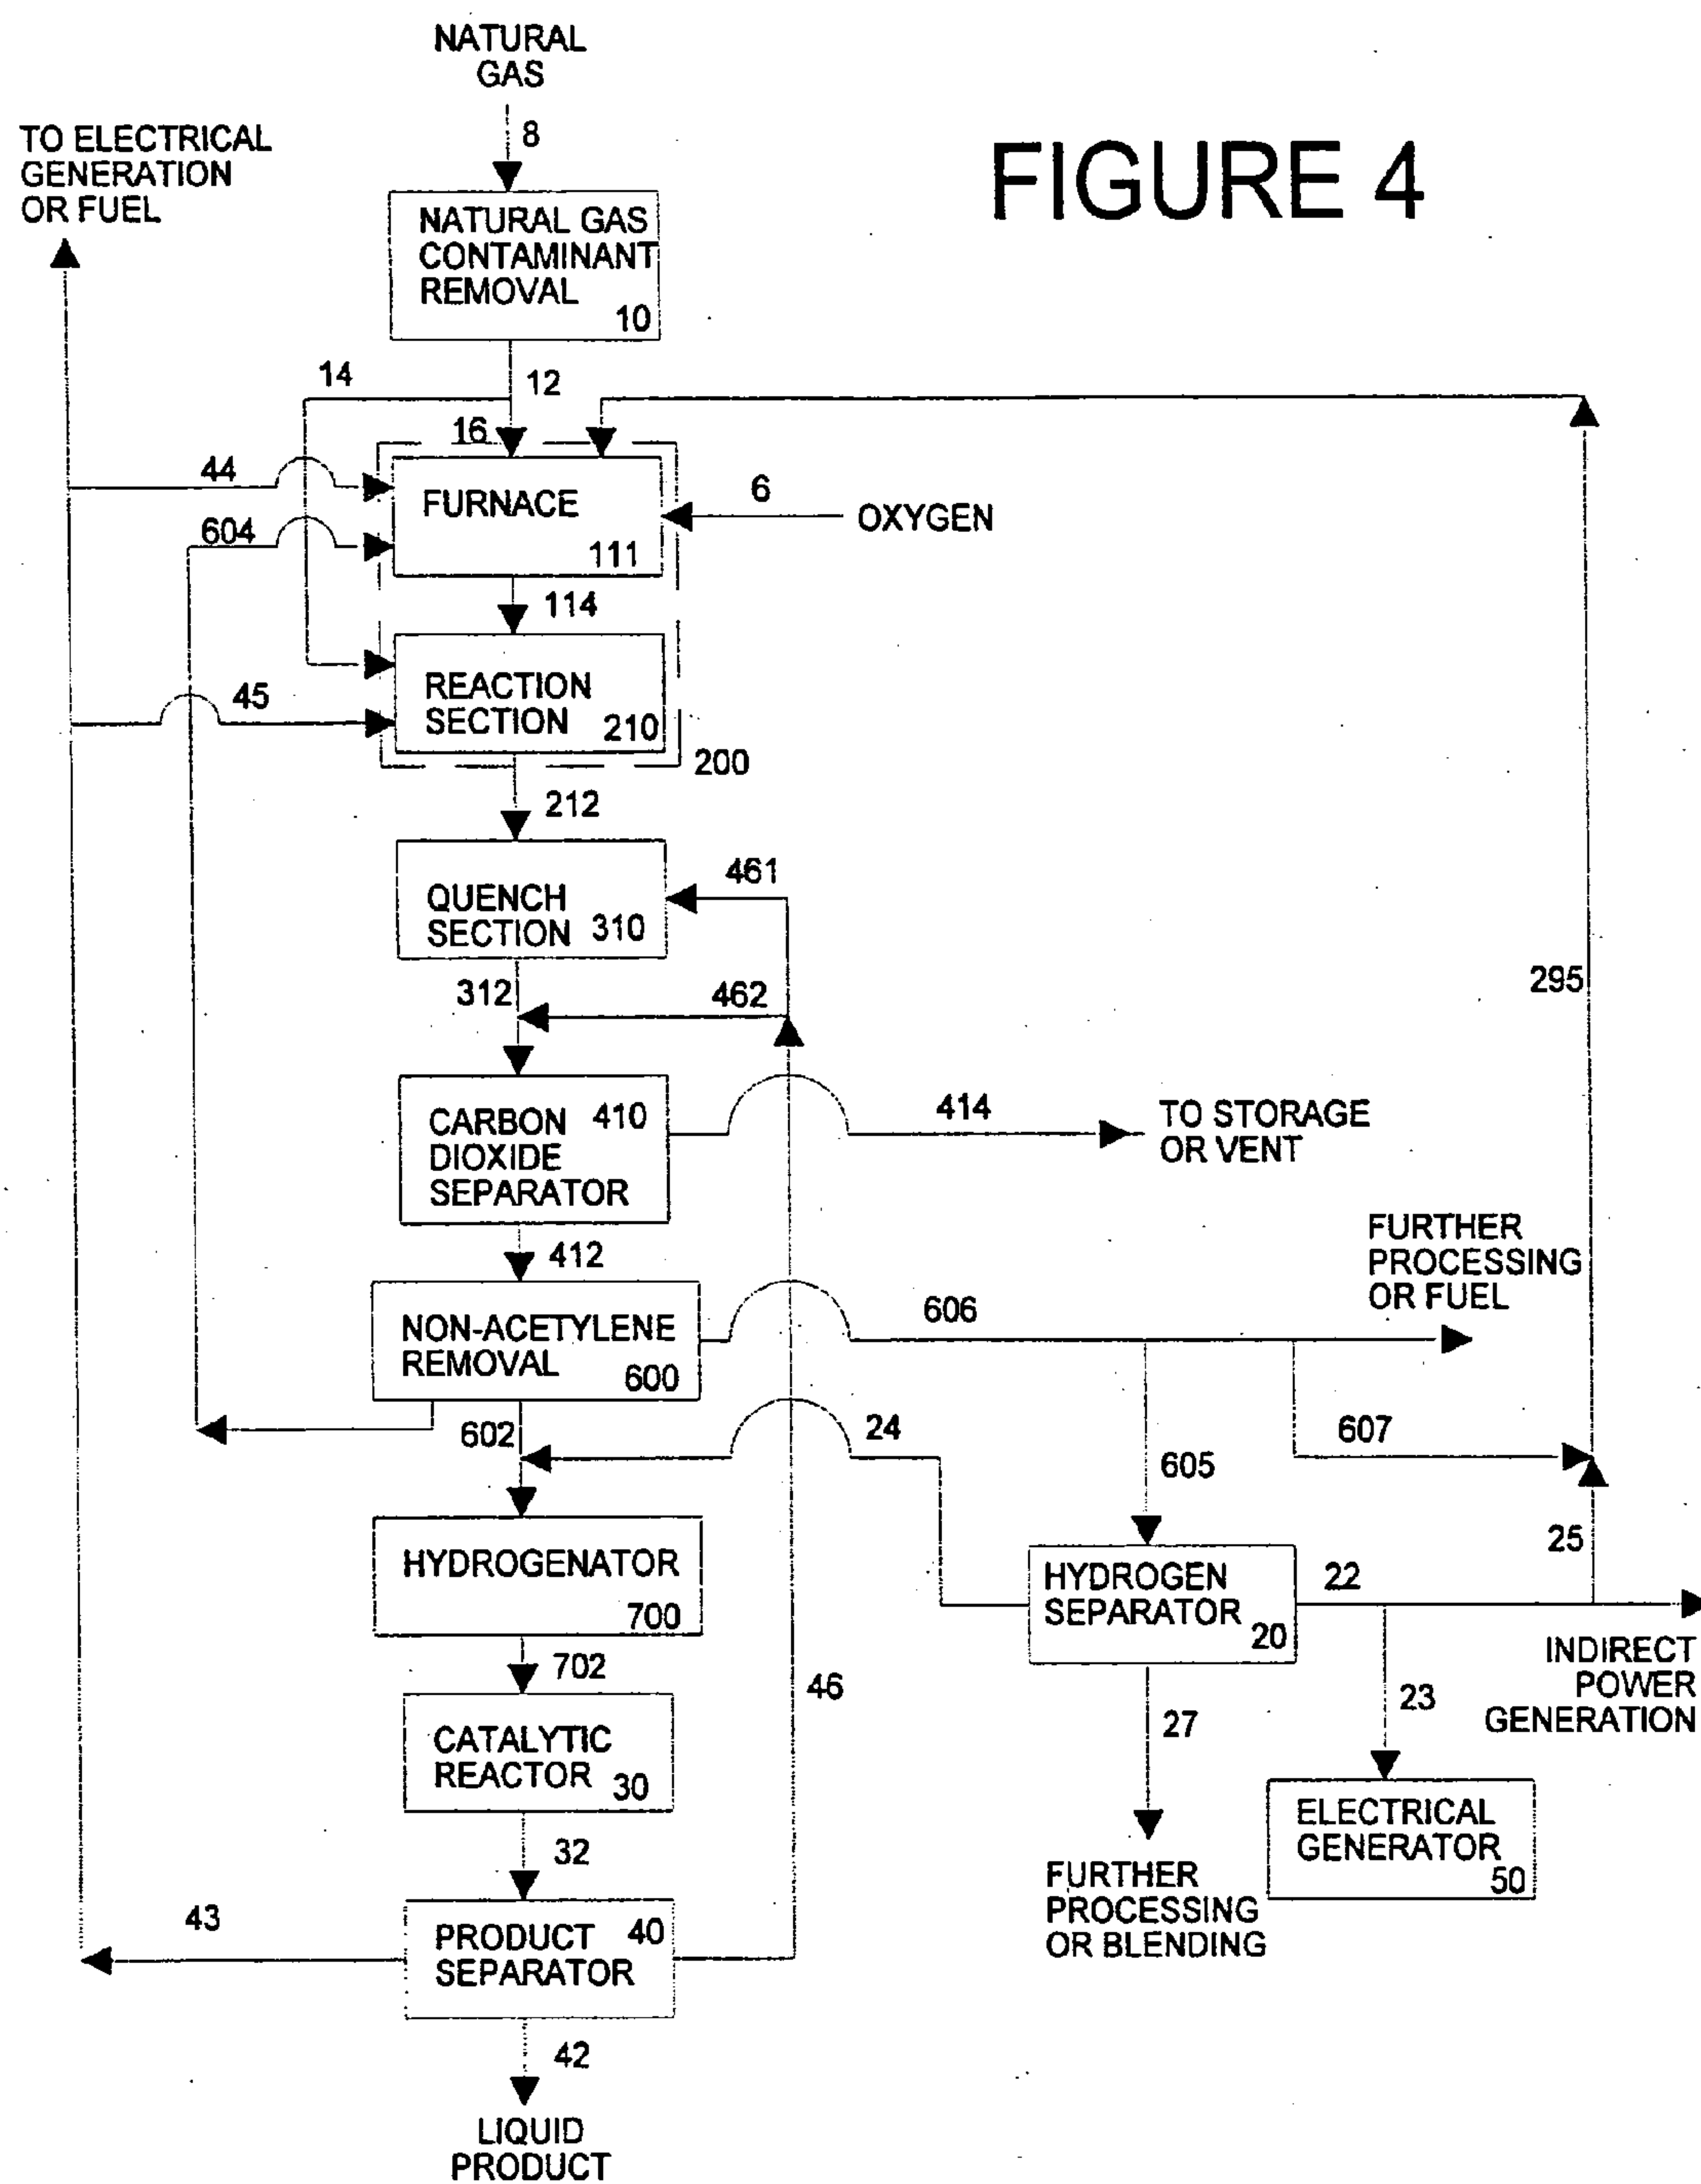 NATURAL
GAS
8
TO ELECTRICAL
GENERATION
OR FUEL
FIGURE 4
NATURAL GAS
CONTAMINANT
REMOVAL
10
14
12
16
44
FURNACE
6
OXYGEN
604
111
114
REACTION
SECTION
210
45
200
212
461
QUENCH
SECTION
310
312
462
295
CARBON
DIOXIDE
SEPARATOR
410
414
TO STORAGE
OR VENT
412
FURTHER
PROCESSING
OR FUEL
NON-ACETYLENE
REMOVAL
600
606
602
24
607
605
HYDROGENATOR
700
HYDROGEN
SEPARATOR
20
22
25
INDIRECT
POWER
GENERATION
702
46
27
23
CATALYTIC
REACTOR
30
ELECTRICAL
GENERATOR
50
32
FURTHER
PROCESSING
OR BLENDING
43
PRODUCT
SEPARATOR
40
42
LIQUID
PRODUCT